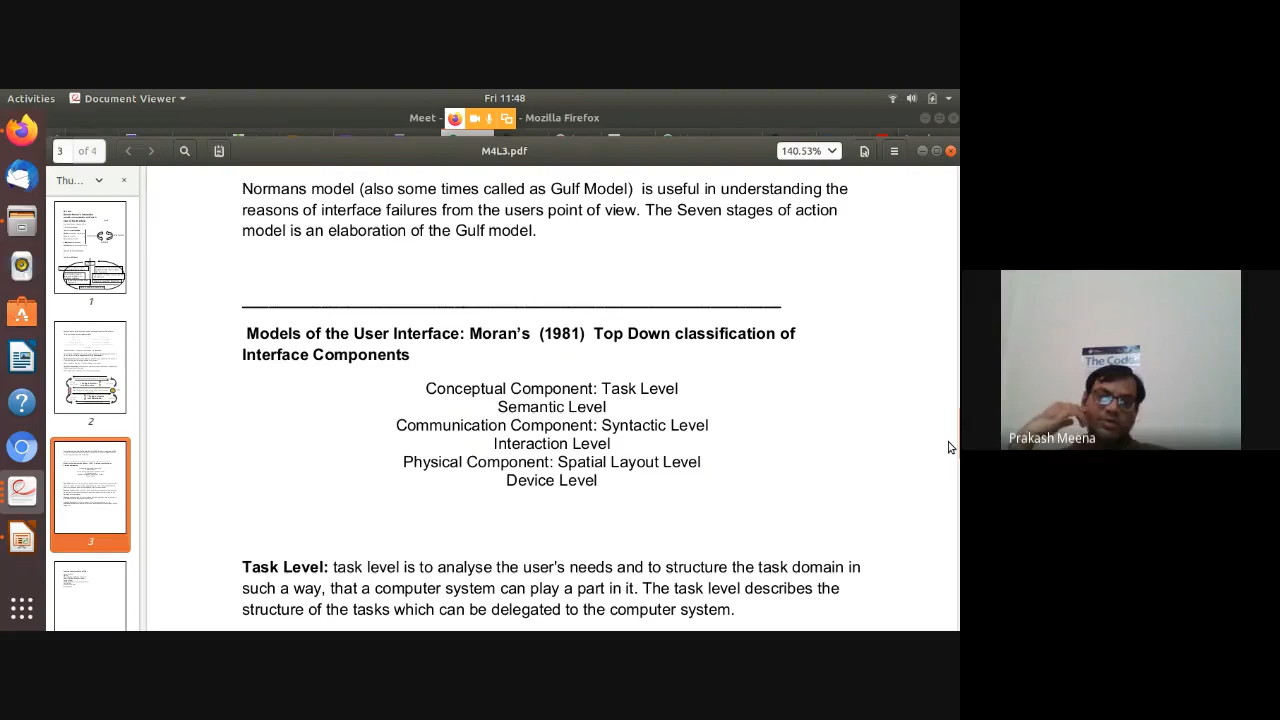 Activities
Document Viewer
Fri 11:48
Meet -
- Mozilla Firefox
3 of 4
M4L3.pdf
140.53%
Thu...
Normans model (also some times called as Gulf Model) is useful in understanding the
reasons of interface failures from the users point of view. The Seven stages of action
model is an elaboration of the Gulf model.
Models of the User Interface: Moran's (1981) Top Down classification of
Interface Components
Conceptual Component: Task Level
Semantic Level
Communication Component: Syntactic Level
Interaction Level
Physical Component: Spatial Layout Level
Device Level
Task Level: task level is to analyse the user's needs and to structure the task domain in
such a way, that a computer system can play a part in it. The task level describes the
structure of the tasks which can be delegated to the computer system.
1
2
3
The Code
Prakash Meena